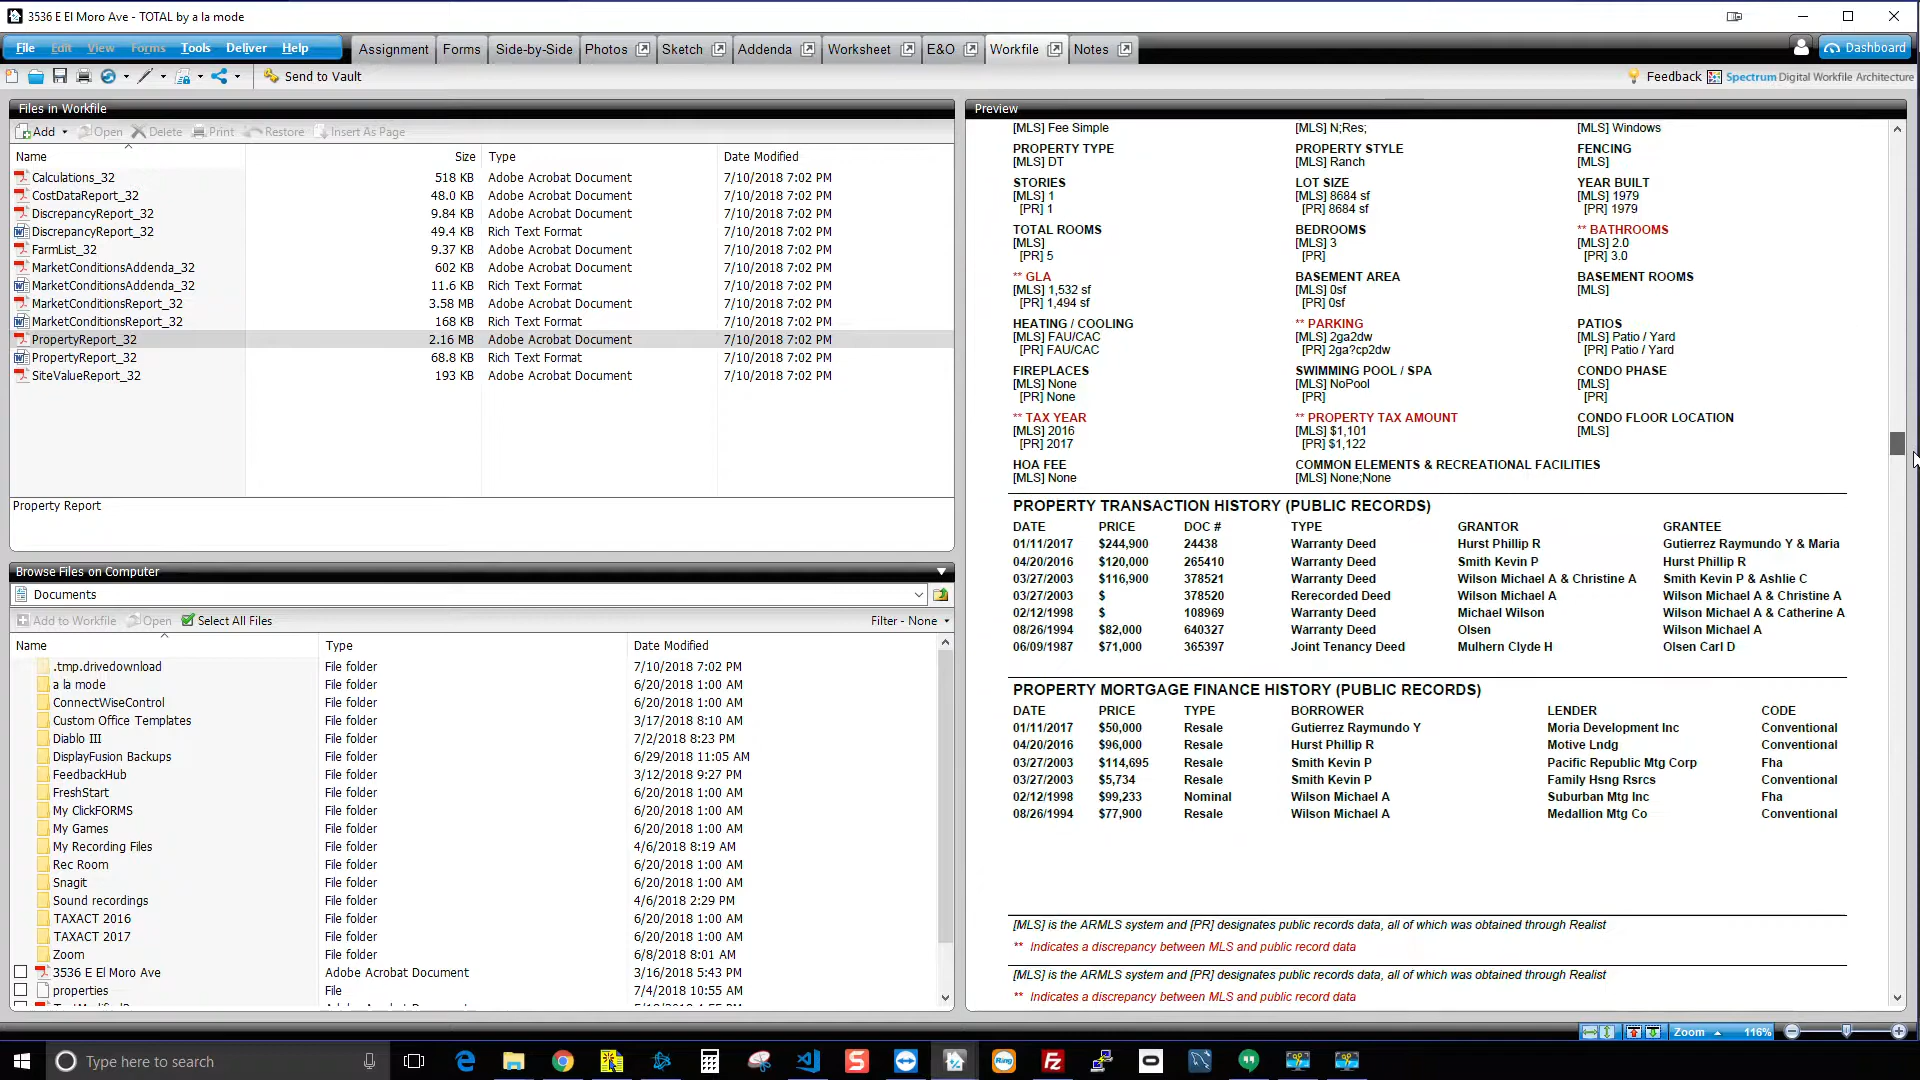 3536 E El Moro Ave - TOTAL by a la mode
File Edit View Forms Tools Deliver Help
Assignment Forms Side-by-Side Photos Sketch Addenda Worksheet E&O Workfile Notes
Dashboard
Send to Vault
Feedback Spectrum Digital Workfile Architecture
Files in Workfile
Add Open Delete Print Restore Insert As Page
Name Size Type Date Modified
Calculations_32 518 KB Adobe Acrobat Document 7/10/2018 7:02 PM
CostDataReport_32 48.0 KB Adobe Acrobat Document 7/10/2018 7:02 PM
DiscrepancyReport_32 9.84 KB Adobe Acrobat Document 7/10/2018 7:02 PM
DiscrepancyReport_32 49.4 KB Rich Text Format 7/10/2018 7:02 PM
FarmList_32 9.37 KB Adobe Acrobat Document 7/10/2018 7:02 PM
MarketConditionsAddenda_32 602 KB Adobe Acrobat Document 7/10/2018 7:02 PM
MarketConditionsAddenda_32 11.6 KB Rich Text Format 7/10/2018 7:02 PM
MarketConditionsReport_32 3.58 MB Adobe Acrobat Document 7/10/2018 7:02 PM
MarketConditionsReport_32 168 KB Rich Text Format 7/10/2018 7:02 PM
PropertyReport_32 2.16 MB Adobe Acrobat Document 7/10/2018 7:02 PM
PropertyReport_32 68.8 KB Rich Text Format 7/10/2018 7:02 PM
SiteValueReport_32 193 KB Adobe Acrobat Document 7/10/2018 7:02 PM
Property Report
Browse Files on Computer
Documents
Add to Workfile Open Select All Files Filter - None
Name Type Date Modified
.tmp.drivedownload File folder 7/10/2018 7:02 PM
a la mode File folder 6/20/2018 1:00 AM
ConnectWiseControl File folder 6/20/2018 1:00 AM
Custom Office Templates File folder 3/17/2018 8:10 AM
Diablo III File folder 7/2/2018 8:23 PM
DisplayFusion Backups File folder 6/29/2018 11:05 AM
FeedbackHub File folder 3/12/2018 9:27 PM
FreshStart File folder 6/20/2018 1:00 AM
My ClickFORMS File folder 6/20/2018 1:00 AM
My Games File folder 6/20/2018 1:00 AM
My Recording Files File folder 4/6/2018 8:19 AM
Rec Room File folder 6/20/2018 1:00 AM
Snagit File folder 6/20/2018 1:00 AM
Sound recordings File folder 4/6/2018 2:29 PM
TAXACT 2016 File folder 6/20/2018 1:00 AM
TAXACT 2017 File folder 6/20/2018 1:00 AM
Zoom File folder 6/8/2018 8:01 AM
3536 E El Moro Ave Adobe Acrobat Document 3/16/2018 5:43 PM
properties File 7/4/2018 10:55 AM
Preview
[MLS] Fee Simple [MLS] N;Res; [MLS] Windows
PROPERTY TYPE PROPERTY STYLE FENCING
[MLS] DT [MLS] Ranch [MLS]
STORIES LOT SIZE YEAR BUILT
[MLS] 1 [MLS] 8684 sf [MLS] 1979
[PR] 1 [PR] 8684 sf [PR] 1979
TOTAL ROOMS BEDROOMS ** BATHROOMS
[MLS] [MLS] 3 [MLS] 2.0
[PR] 5 [PR] [PR] 3.0
** GLA BASEMENT AREA BASEMENT ROOMS
[MLS] 1,532 sf [MLS] 0sf [MLS]
[PR] 1,494 sf [PR] 0sf
HEATING / COOLING ** PARKING PATIOS
[MLS] FAU/CAC [MLS] 2ga2dw [MLS] Patio / Yard
[PR] FAU/CAC [PR] 2ga?cp2dw [PR] Patio / Yard
FIREPLACES SWIMMING POOL / SPA CONDO PHASE
[MLS] None [MLS] NoPool [MLS]
[PR] None [PR] [PR]
** TAX YEAR ** PROPERTY TAX AMOUNT CONDO FLOOR LOCATION
[MLS] 2016 [MLS] $1,101 [MLS]
[PR] 2017 [PR] $1,122
HOA FEE COMMON ELEMENTS & RECREATIONAL FACILITIES
[MLS] None [MLS] None;None
PROPERTY TRANSACTION HISTORY (PUBLIC RECORDS)
DATE PRICE DOC # TYPE GRANTOR GRANTEE
01/11/2017 $244,900 24438 Warranty Deed Hurst Phillip R Gutierrez Raymundo Y & Maria
04/20/2016 $120,000 265410 Warranty Deed Smith Kevin P Hurst Phillip R
03/27/2003 $116,900 378521 Warranty Deed Wilson Michael A & Christine A Smith Kevin P & Ashlie C
03/27/2003 $ 378520 Rerecorded Deed Wilson Michael A Wilson Michael A & Christine A
02/12/1998 $ 108969 Warranty Deed Michael Wilson Wilson Michael A & Catherine A
08/26/1994 $82,000 640327 Warranty Deed Olsen Wilson Michael A
06/09/1987 $71,000 365397 Joint Tenancy Deed Mulhern Clyde H Olsen Carl D
PROPERTY MORTGAGE FINANCE HISTORY (PUBLIC RECORDS)
DATE PRICE TYPE BORROWER LENDER CODE
01/11/2017 $50,000 Resale Gutierrez Raymundo Y Moria Development Inc Conventional
04/20/2016 $96,000 Resale Hurst Phillip R Motive Lndg Conventional
03/27/2003 $114,695 Resale Smith Kevin P Pacific Republic Mtg Corp Fha
03/27/2003 $5,734 Resale Smith Kevin P Family Hsng Rsrcs Conventional
02/12/1998 $99,233 Nominal Wilson Michael A Suburban Mtg Inc Fha
08/26/1994 $77,900 Resale Wilson Michael A Medallion Mtg Co Conventional
[MLS] is the ARMLS system and [PR] designates public records data, all of which was obtained through Realist
** Indicates a discrepancy between MLS and public record data
[MLS] is the ARMLS system and [PR] designates public records data, all of which was obtained through Realist
** Indicates a discrepancy between MLS and public record data
Zoom 116%
Type here to search